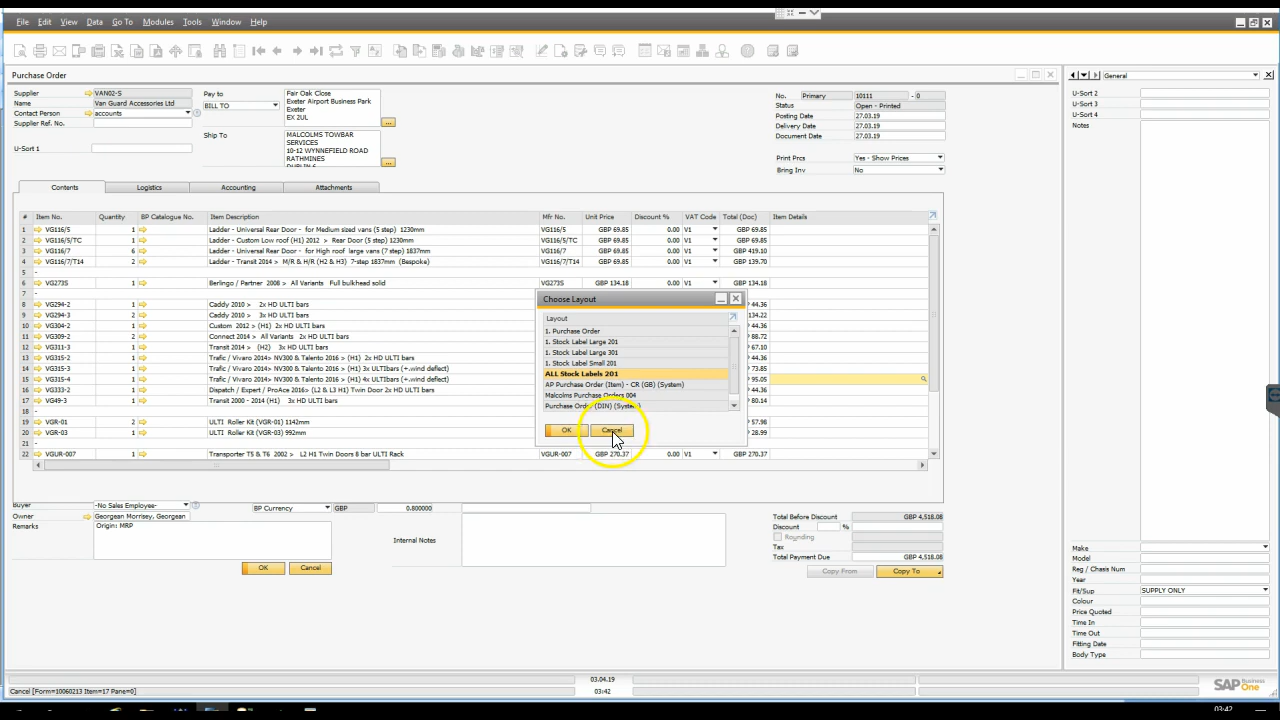 File Edit View Data Go To Modules Tools Window Help
Purchase Order
General
Supplier VAN02-S
Name Van Guard Accessories Ltd
Contact Person accounts
Supplier Ref. No.
U-Sort 1
Pay to
BILL TO
Fair Oak Close
Exeter Airport Business Park
Exeter
EX 2UL
Ship To
MALCOLMS TOWBAR
SERVICES
10-12 WYNNEFIELD ROAD
RATHMINES
No. Primary 10111 - 0
Status Open - Printed
Posting Date 27.03.19
Delivery Date 27.03.19
Document Date 27.03.19
Print Prcs Yes - Show Prices
Bring Inv No
U-Sort 2
U-Sort 3
U-Sort 4
Notes
Contents Logistics Accounting Attachments
# Item No. Quantity BP Catalogue No. Item Description Mfr No. Unit Price Discount % VAT Code Total (Doc) Item Details
1 VG116/5 1 Ladder - Universal Rear Door - for Medium sized vans (5 step) 1230mm VG116/5 GBP 69.85 0.00 V1 GBP 69.85
2 VG116/5/TC 1 Ladder - Custom Low roof (H1) 2012 > Rear Door (5 step) 1230mm VG116/5/TC GBP 69.85 0.00 V1 GBP 69.85
3 VG116/7 6 Ladder - Universal Rear Door - for High roof large vans (7 step) 1837mm VG116/7 GBP 69.85 0.00 V1 GBP 419.10
4 VG116/7/T14 2 Ladder - Transit 2014 > M/R & H/R (H2 & H3) 7-step 1837mm (Bespoke) VG116/7/T14 GBP 69.85 0.00 V1 GBP 139.70
5 -
6 VG273S 1 Berlingo / Partner 2008 > All Variants Full bulkhead solid VG273S GBP 134.18 0.00 V1 GBP 134.18
7 -
8 VG294-2 1 Caddy 2010 > 2x HD ULTI bars P 44.36
9 VG294-3 2 Caddy 2010 > 3x HD ULTI bars P 134.22
10 VG304-2 1 Custom 2012 > (H1) 2x HD ULTI bars P 44.36
11 VG309-2 2 Connect 2014 > All Variants 2x HD ULTI bars P 88.72
12 VG311-3 1 Transit 2014 > (H2) 3x HD ULTI bars P 67.10
13 VG315-2 1 Trafic / Vivaro 2014> NV300 & Talento 2016 > (H1) 2x HD ULTI bars P 44.36
14 VG315-3 1 Trafic / Vivaro 2014> NV300 & Talento 2016 > (H1) 3x ULTIbars (+.wind deflect) P 67.10
15 VG315-4 1 Trafic / Vivaro 2014> NV300 & Talento 2016 > (H1) 4x ULTIbars (+.wind deflect) P 95.05
16 VG333-2 1 Dispatch / Expert / ProAce 2016> (L2 & L3 H1) Twin Door 2x HD ULTI bars P 44.36
17 VG49-3 1 Transit 2000 - 2014 (H1) 3x HD ULTI bars P 67.10
18 -
19 VGR-01 2 ULTI Roller Kit (VGR-01) 1142mm P 57.98
20 VGR-03 1 ULTI Roller Kit (VGR-03) 992mm P 28.99
21 -
22 VGUR-007 1 Transporter T5 & T6 2002 > L2 H1 Twin Doors 8 bar ULTI Rack VGUR-007 GBP 270.37 0.00 V1 GBP 270.37
Choose Layout
Layout
1. Purchase Order
1. Stock Label Large 201
1. Stock Label Large 301
1. Stock Label Small 201
ALL Stock Labels 201
AP Purchase Order (Item) - CR (GB) (System)
Malcolms Purchase Orders 004
Purchase Order (DIN) (System)
OK Cancel
Buyer -No Sales Employee-
Owner Georgean Morrisey, Georgean
Remarks Origin: MRP
BP Currency GBP 0.800000
Internal Notes
Total Before Discount GBP 4,518.08
Discount %
Rounding
Tax
Total Payment Due GBP 4,518.08
OK Cancel
Copy From Copy To
Make
Model
Reg / Chasis Num
Year
Fit/Sup SUPPLY ONLY
Colour
Price Quoted
Time In
Time Out
Fitting Date
Body Type
03.04.19
Cancel [Form=10060213 Item=17 Pane=0] 03:42
SAP Business One
03:42